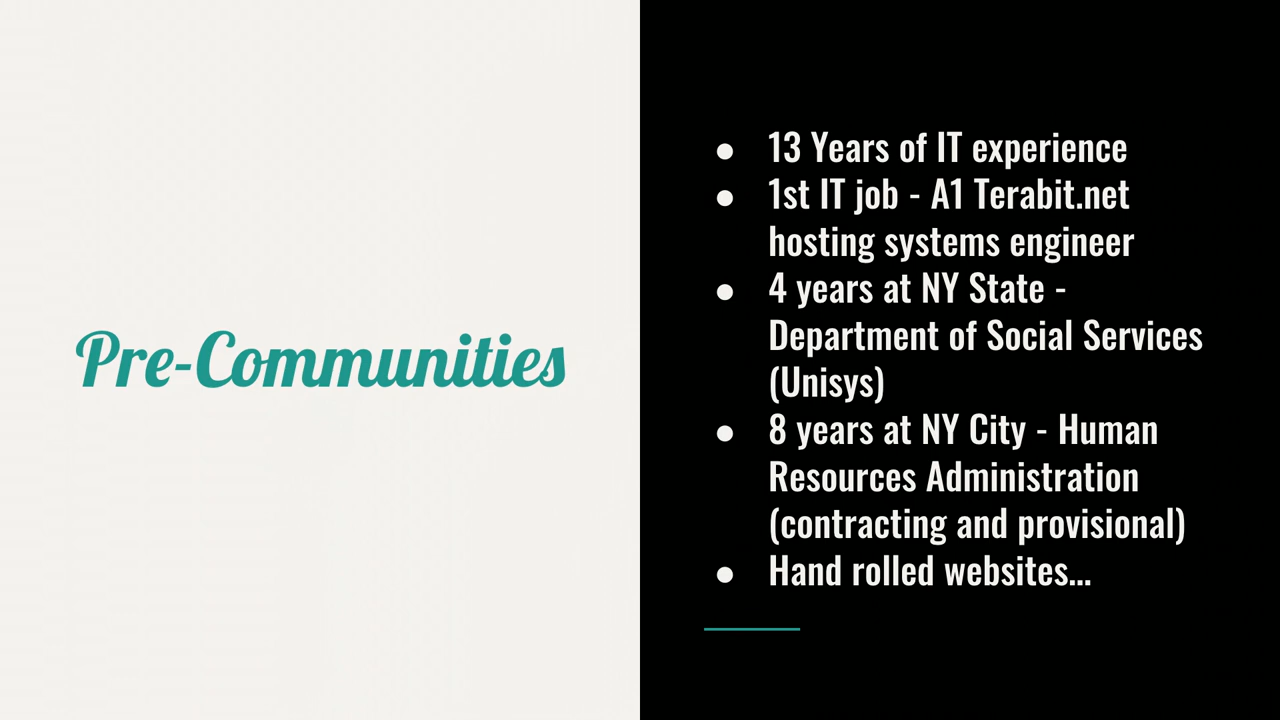 Pre-Communities
● 13 Years of IT experience
● 1st IT job - A1 Terabit.net
hosting systems engineer
● 4 years at NY State -
Department of Social Services
(Unisys)
● 8 years at NY City - Human
Resources Administration
(contracting and provisional)
● Hand rolled websites...